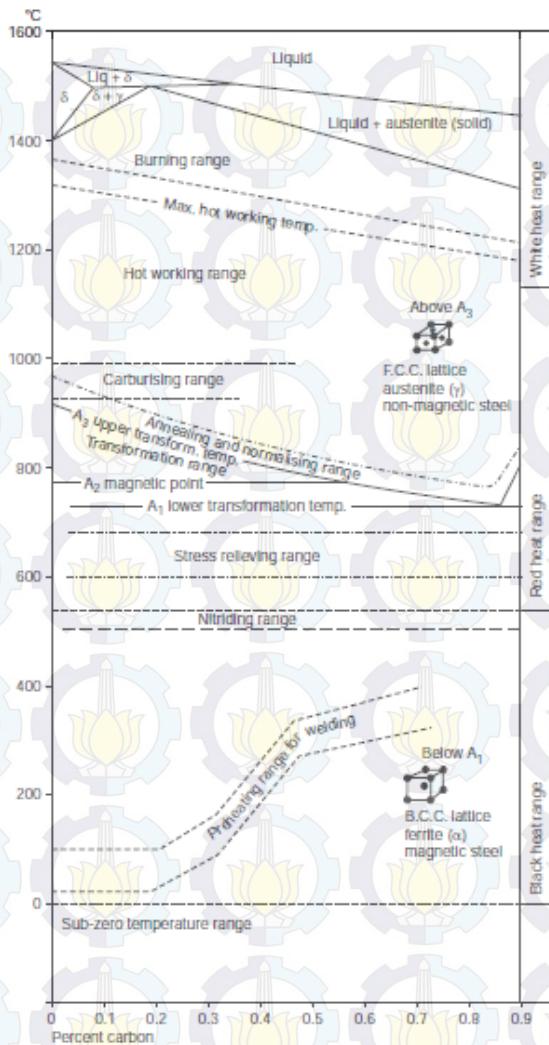 °C
1600
Liquid
Liq + δ
δ
δ + γ
Liquid + austenite (solid)
1400
Burning range
Max. hot working temp.
White heat range
1200
Hot working range
Above A3
F.C.C. lattice
austenite (γ)
non-magnetic steel
1000
Carburising range
Annealing and normalising range
A3 upper transform. temp.
Transformation range
800
A2 magnetic point
A1 lower transformation temp.
Stress relieving range
Red heat range
600
Nitriding range
400
Preheating range for welding
Below A1
B.C.C. lattice
ferrite (α)
magnetic steel
Black heat range
200
0
Sub-zero temperature range
0 0.1 0.2 0.3 0.4 0.5 0.6 0.7 0.8 0.9
Percent carbon